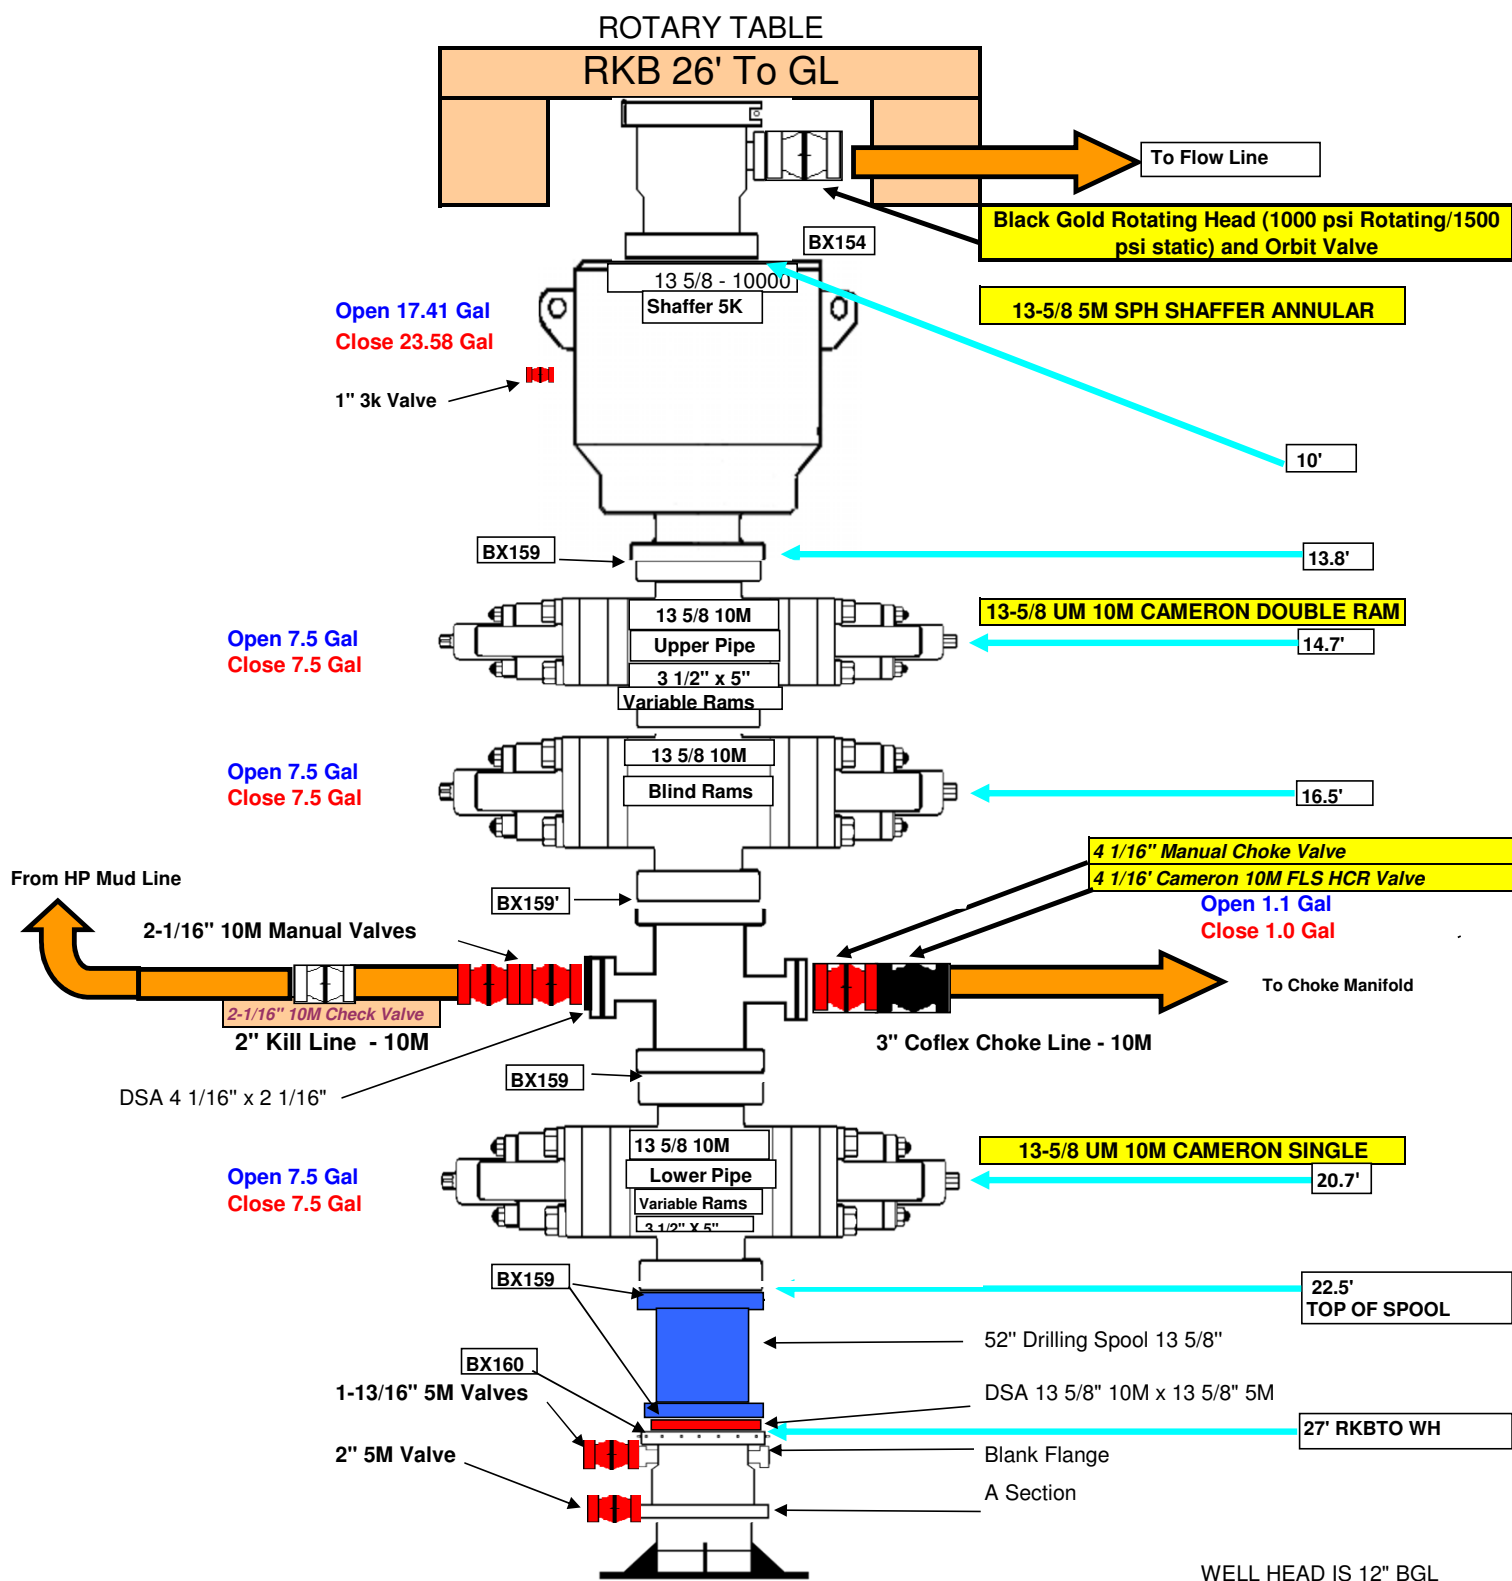 ROTARY TABLE
RKB 26' To GL
To Flow Line
Black Gold Rotating Head (1000 psi Rotating/1500
psi static) and Orbit Valve
BX154
13 5/8 - 10000
Shaffer 5K
13-5/8 5M SPH SHAFFER ANNULAR
Open 17.41 Gal
Close 23.58 Gal
1" 3k Valve
10'
BX159
13.8'
13-5/8 UM 10M CAMERON DOUBLE RAM
13 5/8 10M
Upper Pipe
3 1/2" x 5"
Variable Rams
Open 7.5 Gal
Close 7.5 Gal
14.7'
13 5/8 10M
Blind Rams
Open 7.5 Gal
Close 7.5 Gal
16.5'
4 1/16" Manual Choke Valve
4 1/16' Cameron 10M FLS HCR Valve
Open 1.1 Gal
Close 1.0 Gal
From HP Mud Line
BX159'
2-1/16" 10M Manual Valves
To Choke Manifold
2-1/16" 10M Check Valve
2" Kill Line - 10M
3" Coflex Choke Line - 10M
BX159
DSA 4 1/16" x 2 1/16"
13-5/8 UM 10M CAMERON SINGLE
13 5/8 10M
Lower Pipe
Variable Rams
3 1/2" X 5"
Open 7.5 Gal
Close 7.5 Gal
20.7'
BX159
22.5'
TOP OF SPOOL
52" Drilling Spool 13 5/8"
BX160
1-13/16" 5M Valves
DSA 13 5/8" 10M x 13 5/8" 5M
27' RKBTO WH
2" 5M Valve
Blank Flange
A Section
WELL HEAD IS 12" BGL